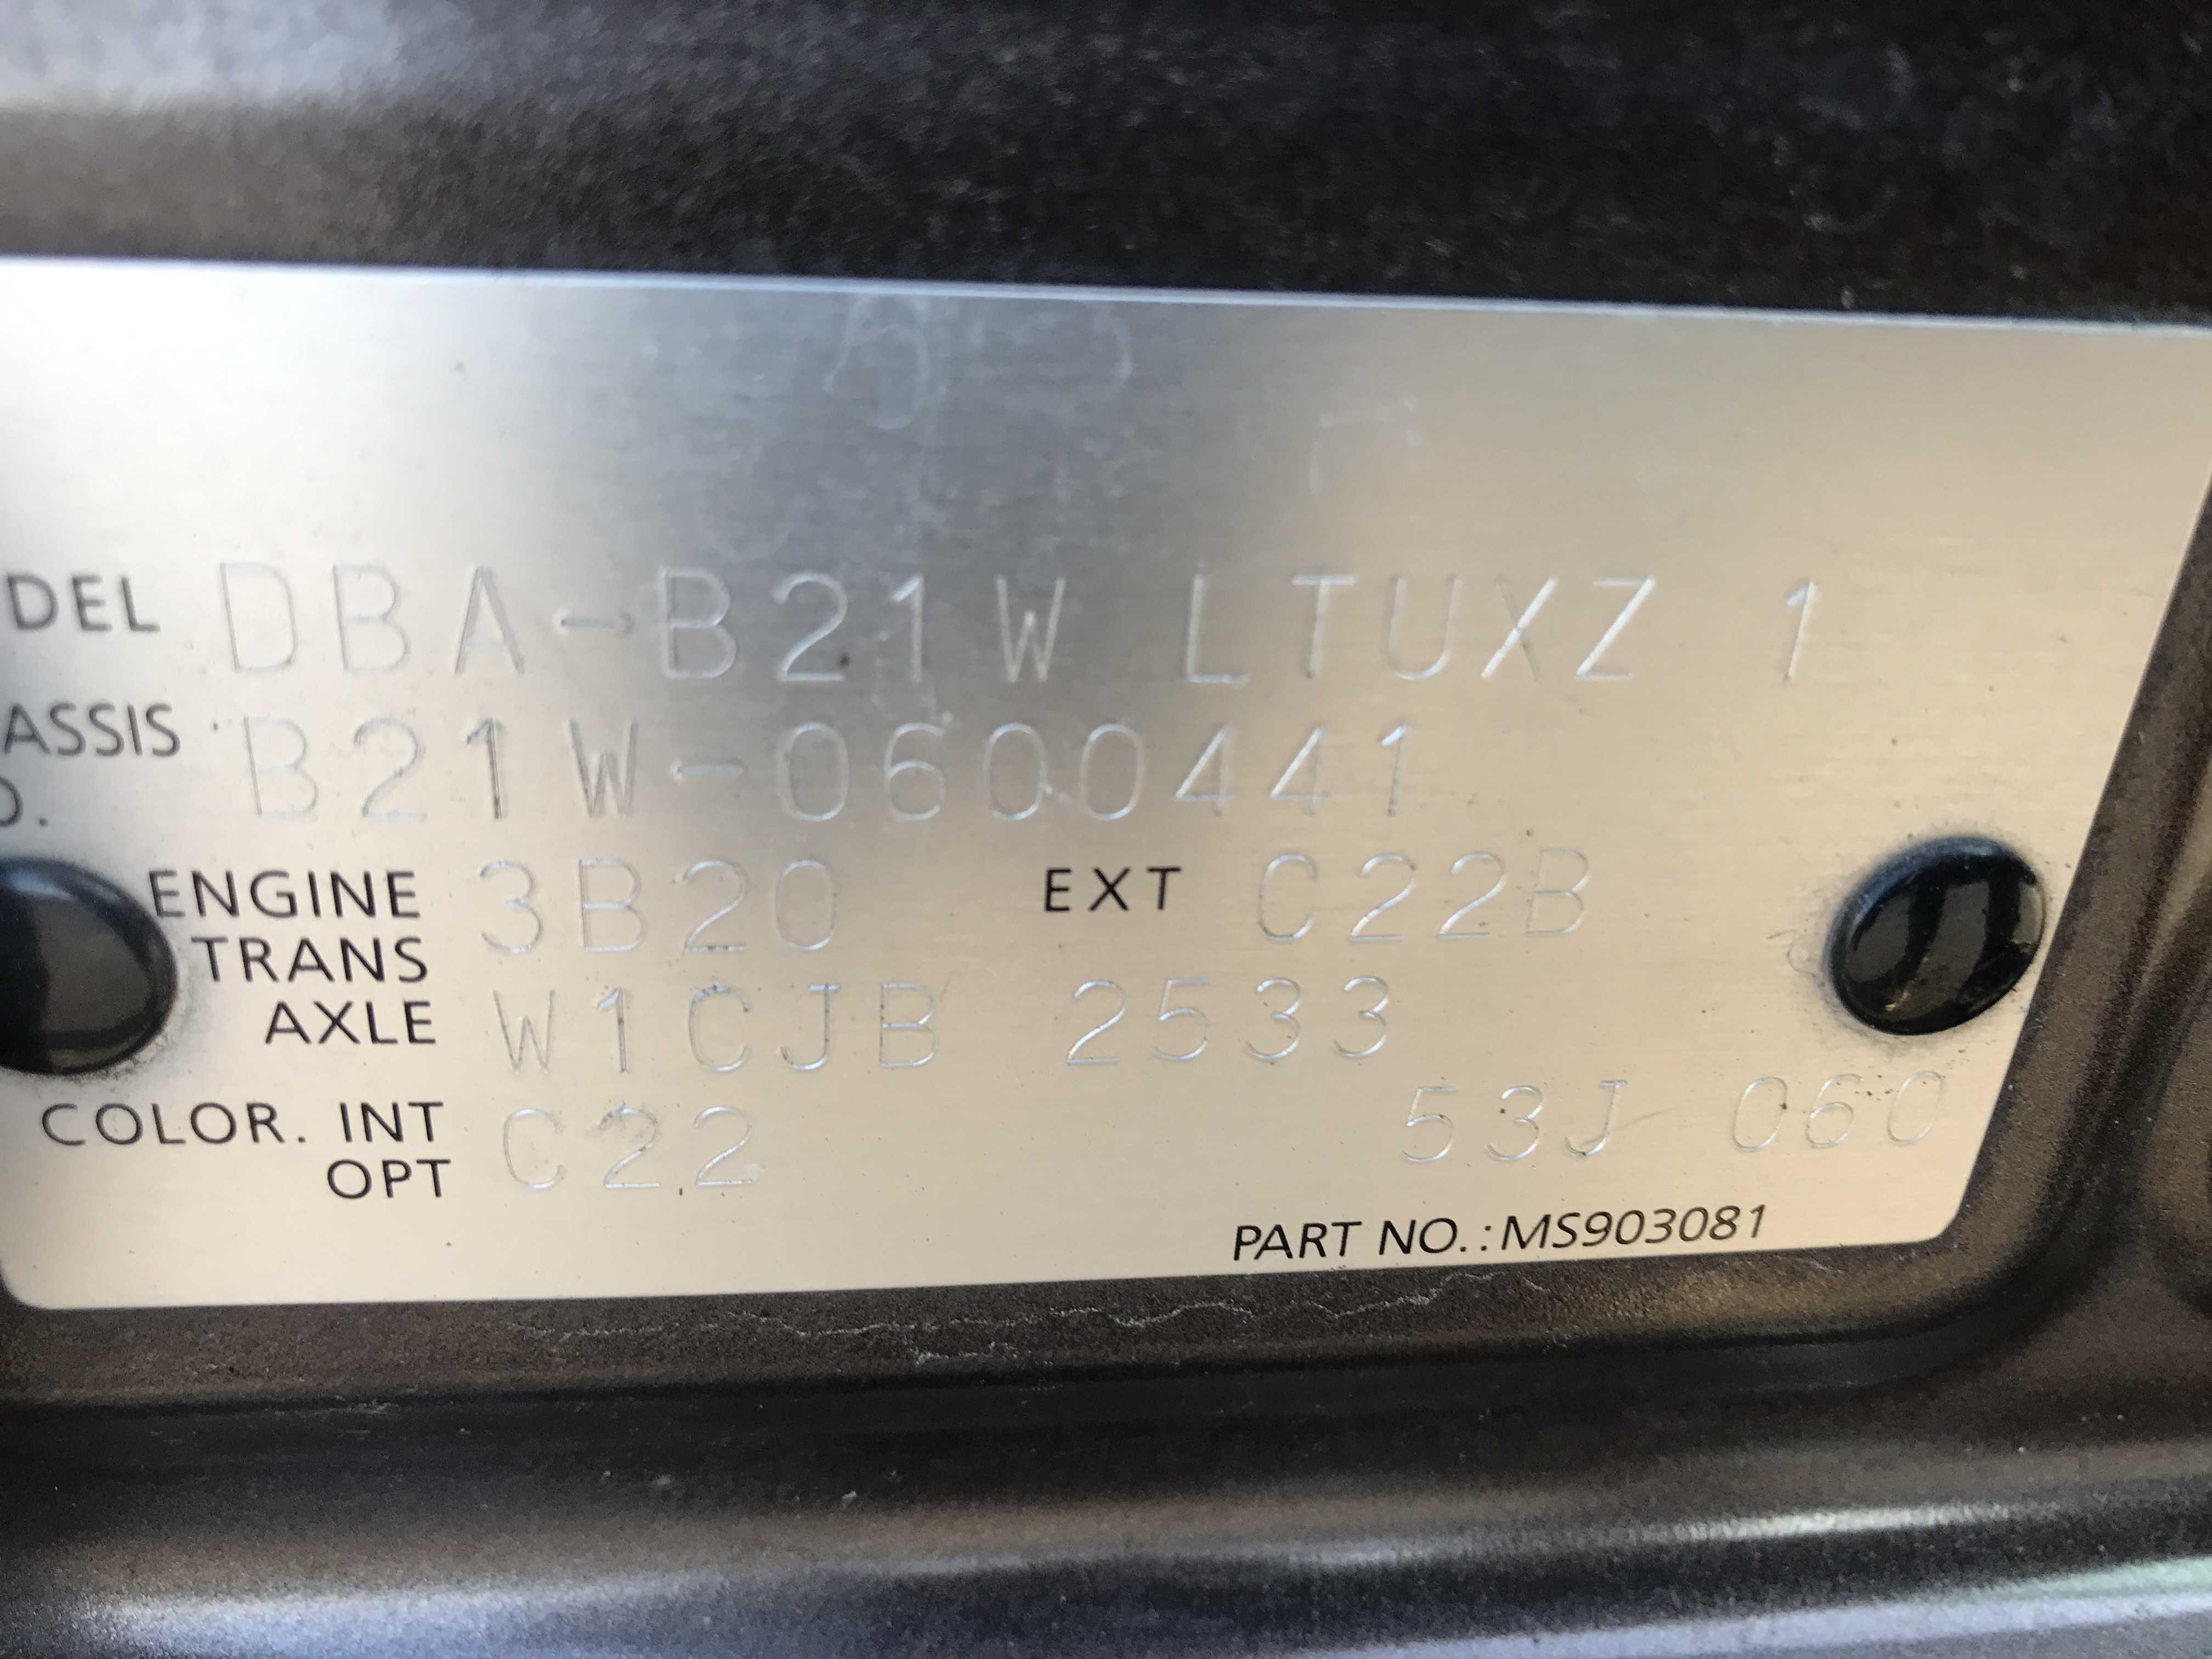 DEL DBA-B21W LTUXZ 1
ASSIS B21W-0600441
O.
ENGINE 3B20 EXT C22B
TRANS
AXLE W1CJB 2533
COLOR. INT C22 53J 060
OPT
PART NO.:MS903081